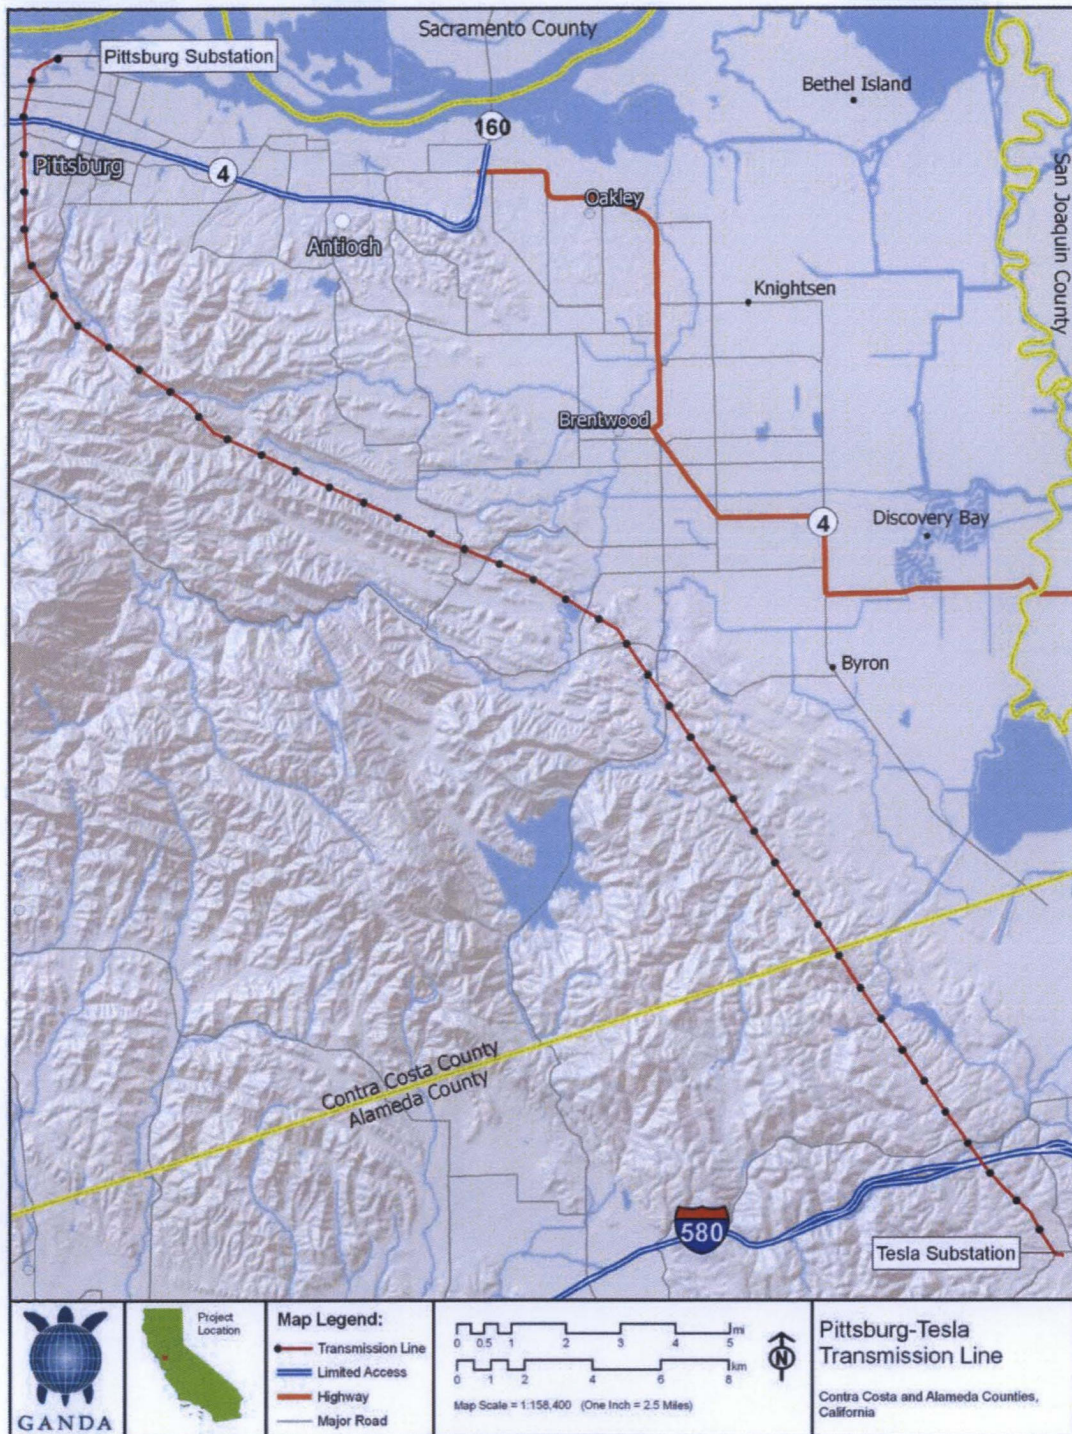 Sacramento County
Pittsburg Substation
Bethel Island
160
Pittsburg
4
Oakley
San Joaquin County
Antioch
Knightsen
Brentwood
4
Discovery Bay
Byron
Contra Costa County
Alameda County
580
Tesla Substation
GANDA
Project
Location
Map Legend:
Transmission Line
Limited Access
Highway
Major Road
0 0.5 1 2 3 4 5 mi
0 1 2 4 6 8 km
Map Scale = 1:158,400 (One Inch = 2.5 Miles)
N
Pittsburg-Tesla
Transmission Line
Contra Costa and Alameda Counties,
California